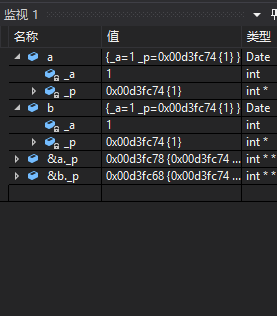 监视 1
名称 值 类型
a {_a=1 _p=0x00d3fc74 {1} } Date
_a 1 int
_p 0x00d3fc74 {1} int *
b {_a=1 _p=0x00d3fc74 {1} } Date
_a 1 int
_p 0x00d3fc74 {1} int *
&a._p 0x00d3fc78 {0x00d3fc74 ... int * *
&b._p 0x00d3fc68 {0x00d3fc74 ... int * *